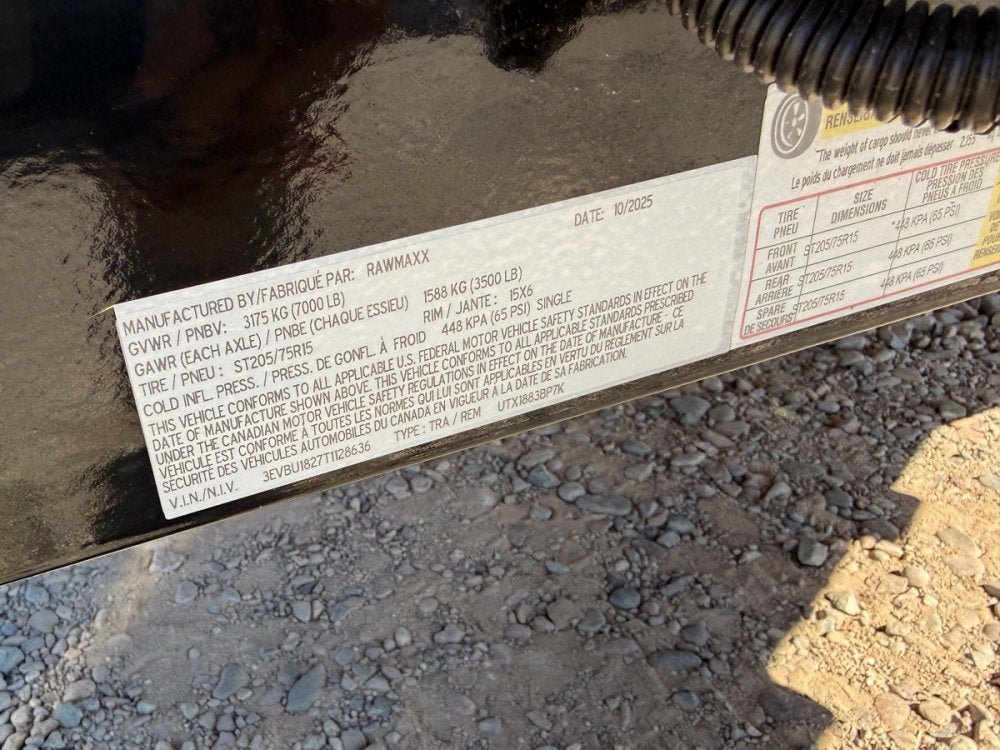 DATE: 10/2025
MANUFACTURED BY/FABRIQUÉ PAR: RAWMAXX
GVWR / PNBV: 3175 KG (7000 LB)
GAWR (EACH AXLE) / PNBE (CHAQUE ESSIEU) 1588 KG (3500 LB)
TIRE / PNEU : ST205/75R15 RIM / JANTE : 15X6
COLD INFL. PRESS. / PRESS. DE GONFL. À FROID 448 KPA (65 PSI) SINGLE
THIS VEHICLE CONFORMS TO ALL APPLICABLE U.S. FEDERAL MOTOR VEHICLE SAFETY STANDARDS IN EFFECT ON THE
DATE OF MANUFACTURE SHOWN ABOVE. THIS VEHICLE CONFORMS TO ALL APPLICABLE STANDARDS PRESCRIBED
UNDER THE CANADIAN MOTOR VEHICLE SAFETY REGULATIONS IN EFFECT ON THE DATE OF MANUFACTURE - CE
VÉHICULE EST CONFORME À TOUTES LES NORMES QUI LUI SONT APPLICABLES EN VERTU DU RÈGLEMENT SUR LA
SÉCURITÉ DES VÉHICULES AUTOMOBILES DU CANADA EN VIGUEUR À LA DATE DE SA FABRICATION.
V.I.N./N.I.V. 3EVBU1827T1128636 TYPE : TRA / REM UTX1883BP7K
The weight of cargo should never
Le poids du chargement ne doit jamais dépasser
TIRE PNEU SIZE DIMENSIONS COLD TIRE PRESSURE PRESSION DES PNEUS À FROID
FRONT AVANT ST205/75R15 448 KPA (65 PSI)
REAR ARRIÈRE ST205/75R15 448 KPA (65 PSI)
SPARE DE SECOURS ST205/75R15 448 KPA (65 PSI)